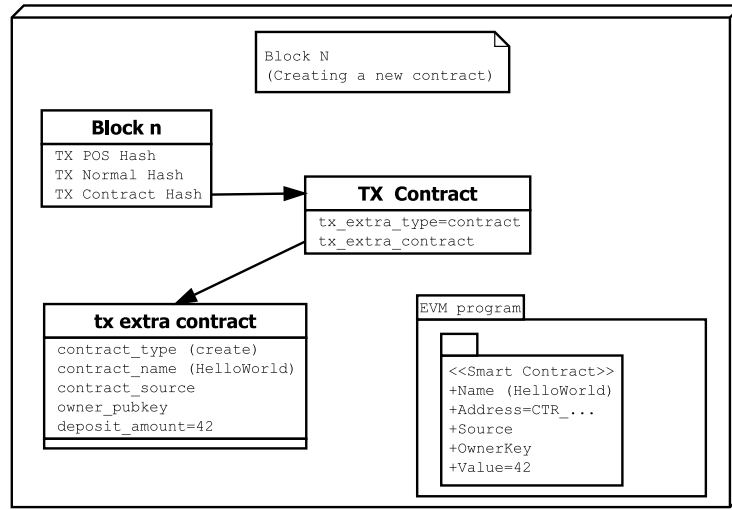 Block N
(Creating a new contract)
Block n
TX POS Hash
TX Normal Hash
TX Contract Hash
TX Contract
tx_extra_type=contract
tx_extra_contract
tx extra contract
contract_type (create)
contract_name (HelloWorld)
contract_source
owner_pubkey
deposit_amount=42
EVM program
<<Smart Contract>>
+Name (HelloWorld)
+Address=CTR_...
+Source
+OwnerKey
+Value=42